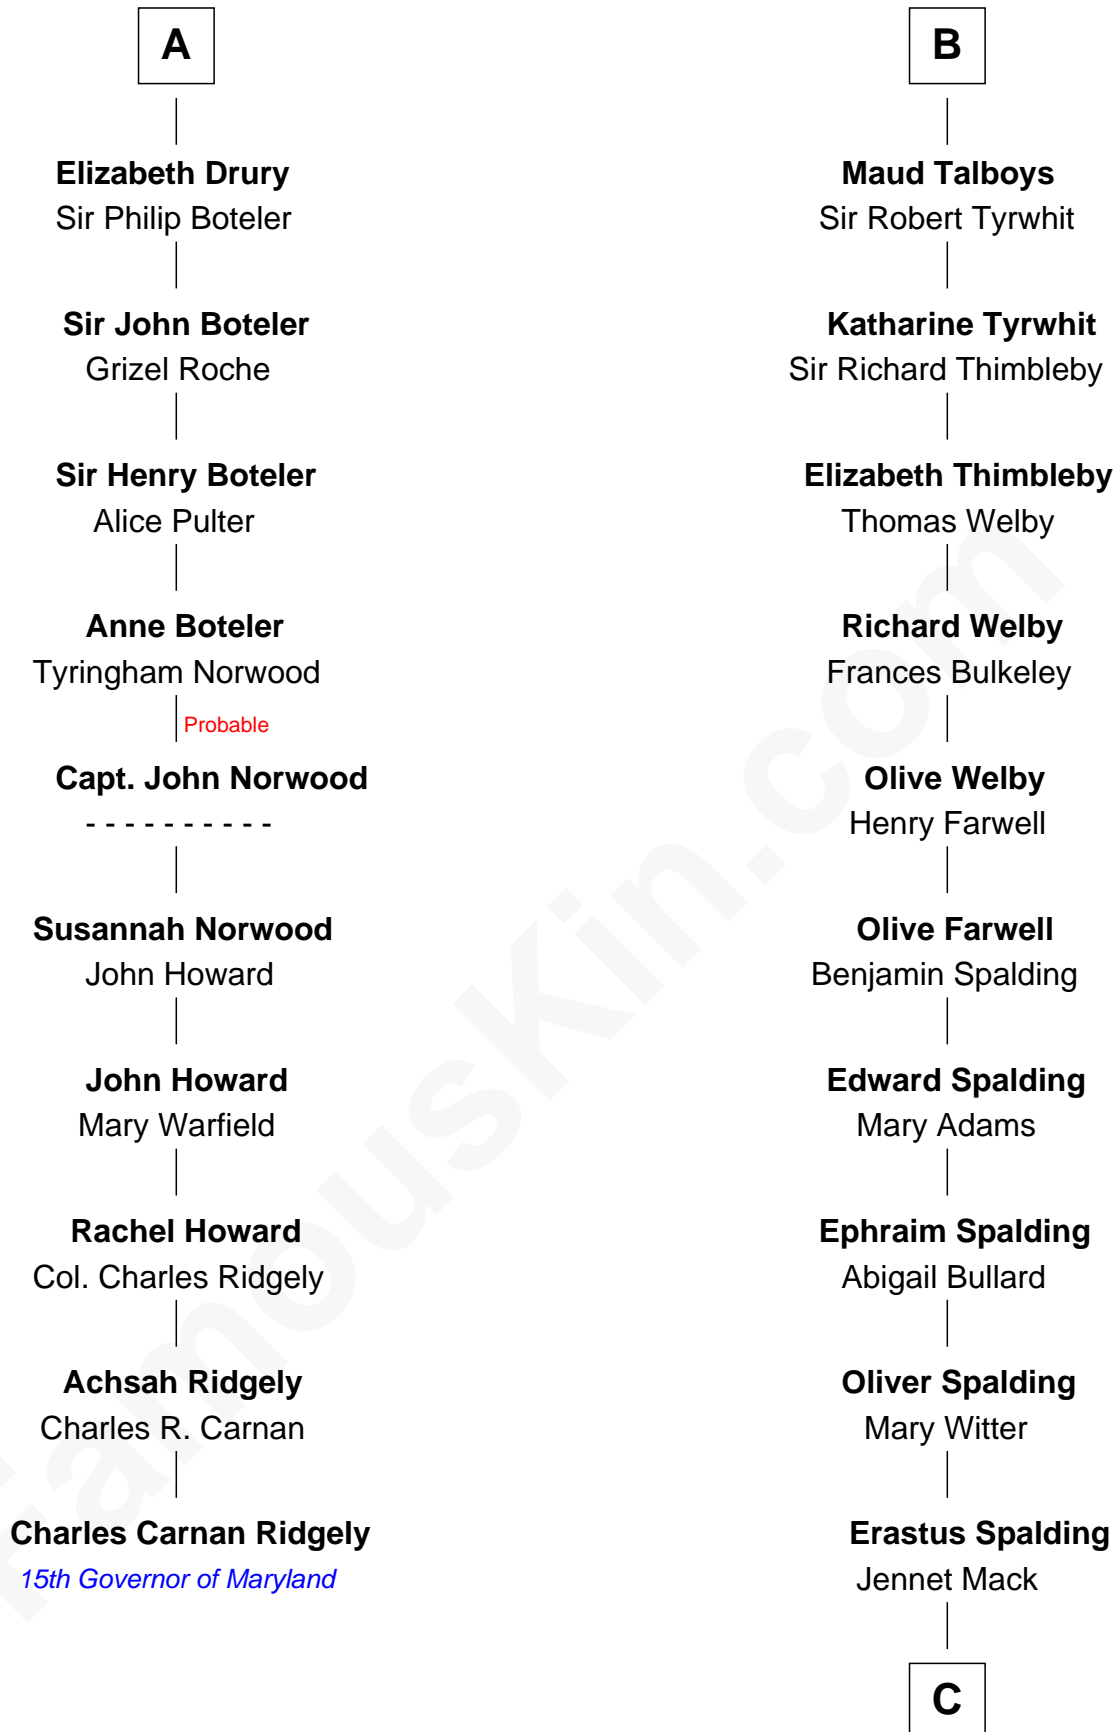 A
Elizabeth Drury
Sir Philip Boteler
Sir John Boteler
Grizel Roche
Sir Henry Boteler
Alice Pulter
Anne Boteler
Tyringham Norwood
Probable
Capt. John Norwood
- - - - - - - - - -
Susannah Norwood
John Howard
John Howard
Mary Warfield
Rachel Howard
Col. Charles Ridgely
Achsah Ridgely
Charles R. Carnan
Charles Carnan Ridgely
15th Governor of Maryland
B
Maud Talboys
Sir Robert Tyrwhit
Katharine Tyrwhit
Sir Richard Thimbleby
Elizabeth Thimbleby
Thomas Welby
Richard Welby
Frances Bulkeley
Olive Welby
Henry Farwell
Olive Farwell
Benjamin Spalding
Edward Spalding
Mary Adams
Ephraim Spalding
Abigail Bullard
Oliver Spalding
Mary Witter
Erastus Spalding
Jennet Mack
C
FamousKin.com